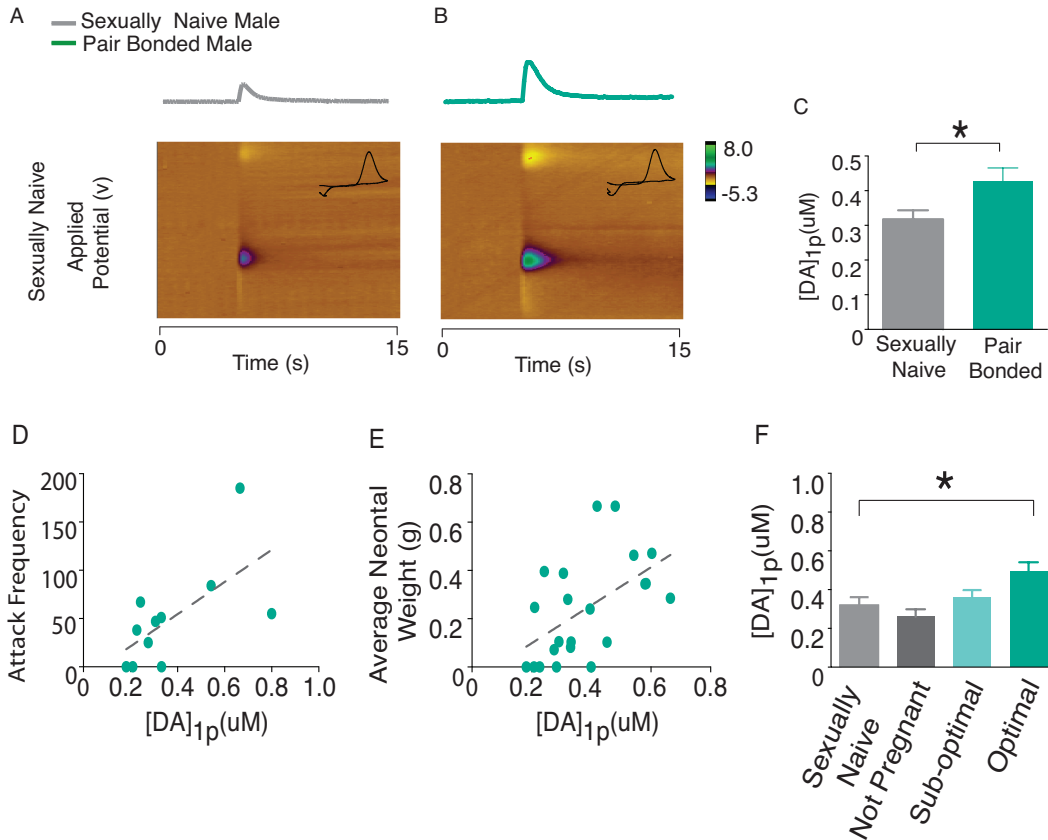 A
Sexually Naive Male
Pair Bonded Male
B
Sexually Naive
Applied
Potential (v)
8.0
-5.3
0
15
Time (s)
0
15
Time (s)
C
*
[DA]1p(uM)
0.5
0.4
0.3
0.2
0.1
0
Sexually
Naive
Pair
Bonded
D
Attack Frequency
200
150
100
50
0
0
0.2
0.4
0.6
0.8
1.0
[DA]1p(uM)
E
Average Neontal
Weight (g)
0.8
0.6
0.4
0.2
0
0
0.2
0.4
0.6
0.8
[DA]1p(uM)
F
*
[DA]1p(uM)
1.0
0.8
0.6
0.4
0.2
0
Sexually
Naive
Not Pregnant
Sub-optimal
Optimal